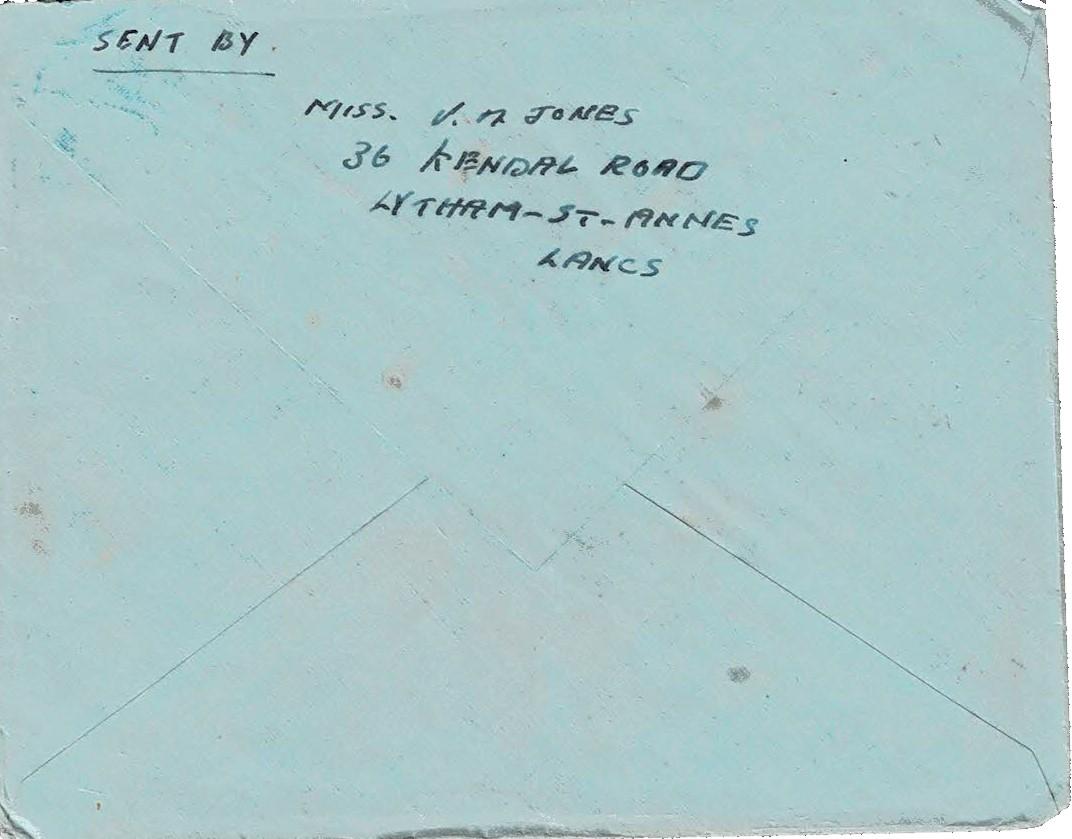 SENT BY.
MISS. V. A JONES
36 KENDAL ROAD
LYTHAM-ST-ANNES
LANCS